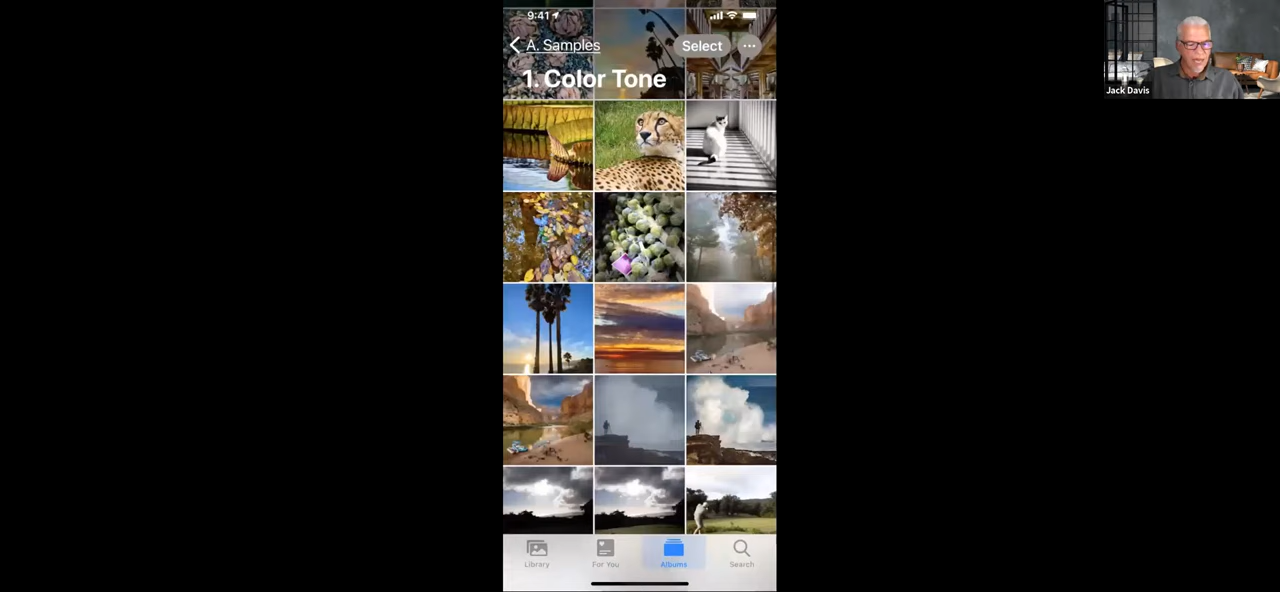 9:41
A. Samples
Select
1. Color Tone
Jack Davis
Library
For You
Albums
Search